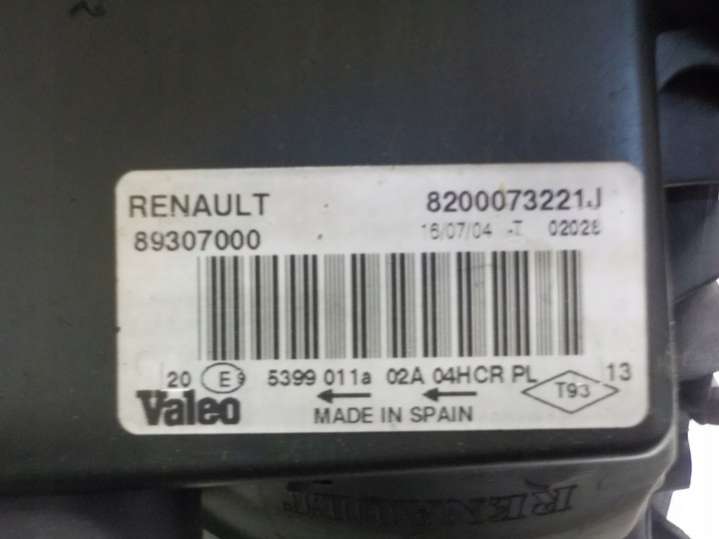 RENAULT 8200073221J
89307000 16/07/04 -T 02028
20 E9 5399 011a 02A 04HCR PL 13
Valeo MADE IN SPAIN T93
RENAULT